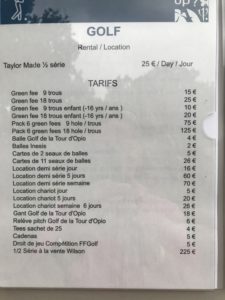 GOLF
Rental / Location
Taylor Made ½ série 25 € / Day / Jour
TARIFS
Green fee 9 trous 15 €
Green fee 18 trous 25 €
Green fee 9 trous enfant (-16 yrs / ans) 10 €
Green fee 18 trous enfant (-16 yrs / ans) 20 €
Pack 6 green fees 9 hole / trous 75 €
Pack 6 green fees 18 hole / trous 125 €
Balle Golf de la Tour d'Opio 4 €
Balles Inesis 2 €
Cartes de 2 seaux de balles 5 €
Cartes de 11 seaux de balles 26 €
Location demi série jour 16 €
Location demi série 5 jours 60 €
Location demi série semaine 70 €
Location chariot jour 5 €
Location chariot 5 jours 20 €
Location chariot semaine 6 jours 26 €
Gant Golf de la Tour d'Opio 18 €
Relève pitch Golf de la Tour d'Opio 6 €
Tees sachet de 25 4 €
Cadenas 5 €
Droit de jeu Compétition FFGolf 5 €
1/2 Série à la vente Wilson 225 €